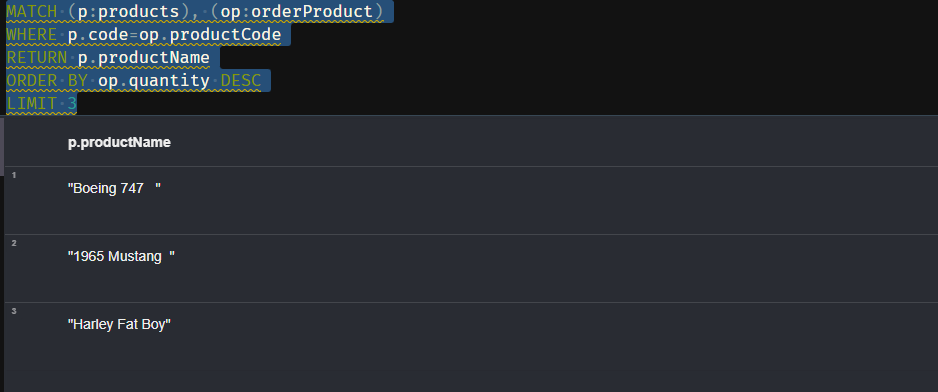 MATCH (p:products), (op:orderProduct)
WHERE p.code=op.productCode
RETURN p.productName
ORDER BY op.quantity DESC
LIMIT 3
p.productName
1
"Boeing 747   "
2
"1965 Mustang  "
3
"Harley Fat Boy"